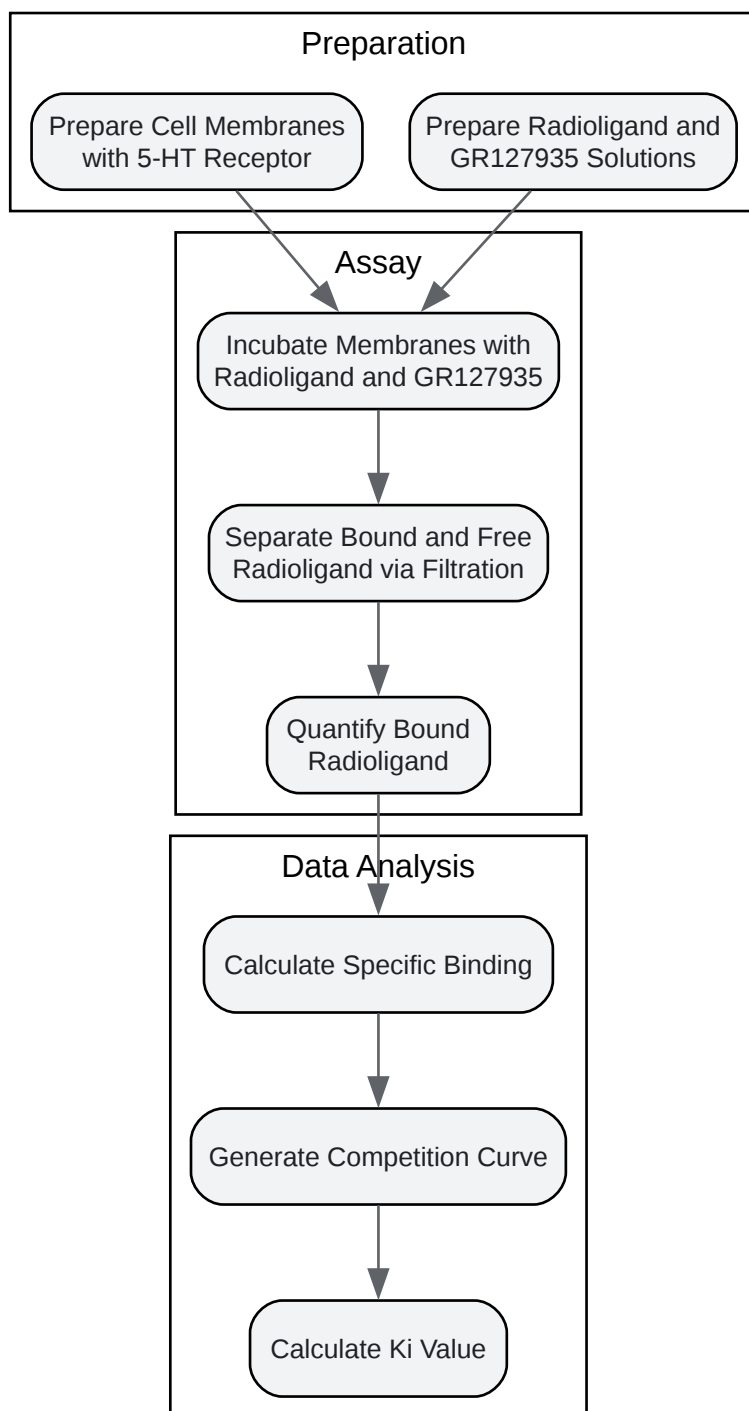 Preparation
Prepare Cell Membranes
with 5-HT Receptor
Prepare Radioligand and
GR127935 Solutions
Assay
Incubate Membranes with
Radioligand and GR127935
Separate Bound and Free
Radioligand via Filtration
Quantify Bound
Radioligand
Data Analysis
Calculate Specific Binding
Generate Competition Curve
Calculate Ki Value